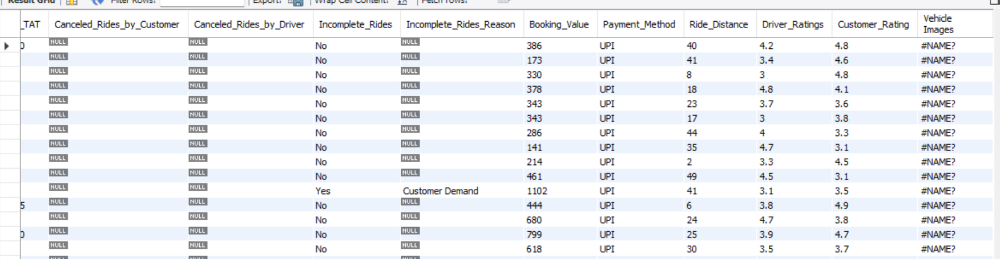 Result Grid | Filter Rows: | Export: | Wrap Cell Content: | Fetch rows:
_TAT Canceled_Rides_by_Customer Canceled_Rides_by_Driver Incomplete_Rides Incomplete_Rides_Reason Booking_Value Payment_Method Ride_Distance Driver_Ratings Customer_Rating Vehicle Images
0 NULL NULL No NULL 386 UPI 40 4.2 4.8 #NAME?
NULL NULL No NULL 173 UPI 41 3.4 4.6 #NAME?
NULL NULL No NULL 330 UPI 8 3 4.8 #NAME?
NULL NULL No NULL 378 UPI 18 4.8 4.1 #NAME?
NULL NULL No NULL 343 UPI 23 3.7 3.6 #NAME?
NULL NULL No NULL 343 UPI 17 3 3.8 #NAME?
NULL NULL No NULL 286 UPI 44 4 3.3 #NAME?
NULL NULL No NULL 141 UPI 35 4.7 3.1 #NAME?
NULL NULL No NULL 214 UPI 2 3.3 4.5 #NAME?
NULL NULL No NULL 461 UPI 49 4.5 3.1 #NAME?
NULL NULL Yes Customer Demand 1102 UPI 41 3.1 3.5 #NAME?
5 NULL NULL No NULL 444 UPI 6 3.8 4.9 #NAME?
NULL NULL No NULL 680 UPI 24 4.7 3.8 #NAME?
0 NULL NULL No NULL 799 UPI 25 3.9 4.7 #NAME?
NULL NULL No NULL 618 UPI 30 3.5 3.7 #NAME?